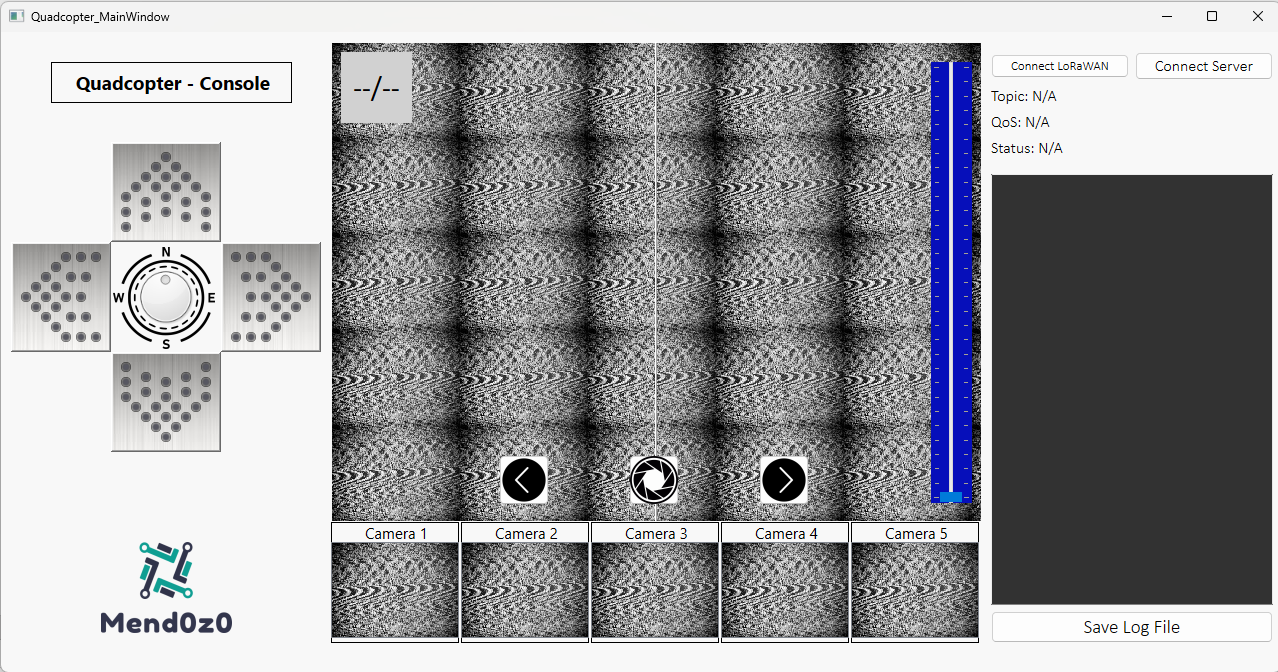 Quadcopter_MainWindow
Quadcopter - Console
N
W
E
S
Mend0z0
--/--
Camera 1
Camera 2
Camera 3
Camera 4
Camera 5
Connect LoRaWAN
Connect Server
Topic: N/A
QoS: N/A
Status: N/A
Save Log File